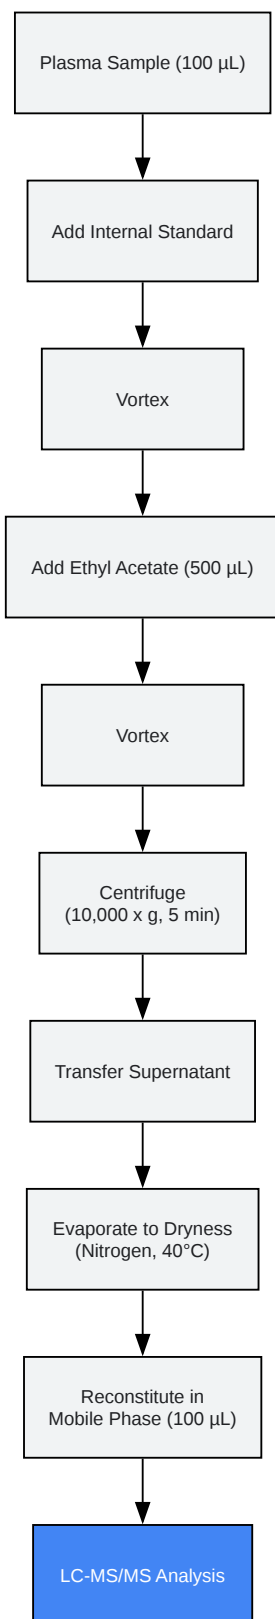 Plasma Sample (100 µL)
Add Internal Standard
Vortex
Add Ethyl Acetate (500 µL)
Vortex
Centrifuge
(10,000 x g, 5 min)
Transfer Supernatant
Evaporate to Dryness
(Nitrogen, 40°C)
Reconstitute in
Mobile Phase (100 µL)
LC-MS/MS Analysis